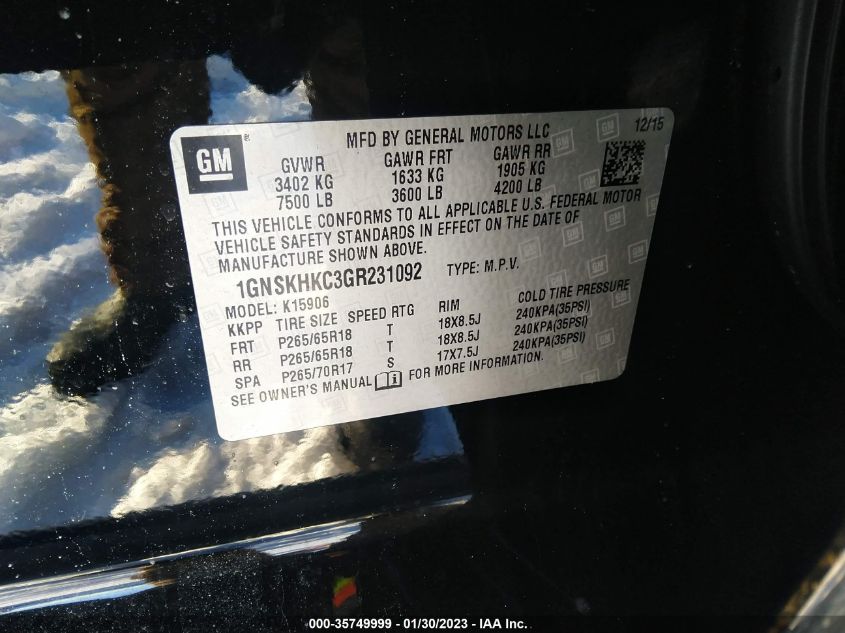 GM
MFD BY GENERAL MOTORS LLC 12/15
GVWR GAWR FRT GAWR RR
3402 KG 1633 KG 1905 KG
7500 LB 3600 LB 4200 LB
THIS VEHICLE CONFORMS TO ALL APPLICABLE U.S. FEDERAL MOTOR
VEHICLE SAFETY STANDARDS IN EFFECT ON THE DATE OF
MANUFACTURE SHOWN ABOVE.
1GNSKHKC3GR231092 TYPE: M.P.V.
MODEL: K15906
KKPP TIRE SIZE SPEED RTG RIM COLD TIRE PRESSURE
FRT P265/65R18 T 18X8.5J 240KPA(35PSI)
RR P265/65R18 T 18X8.5J 240KPA(35PSI)
SPA P265/70R17 S 17X7.5J 240KPA(35PSI)
SEE OWNER'S MANUAL i FOR MORE INFORMATION.
000-35749999 — 01/30/2023 - IAA Inc.